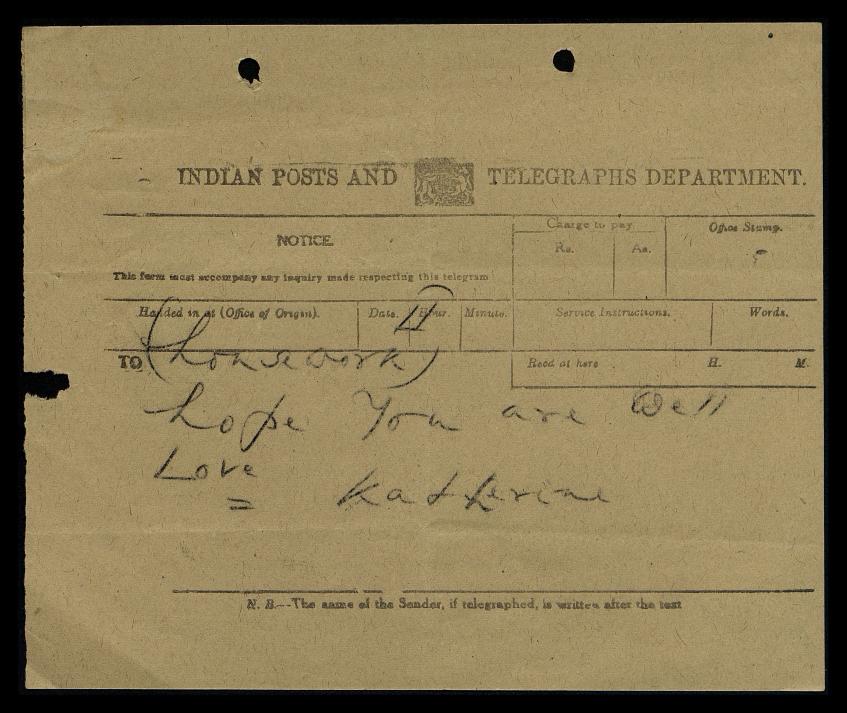 INDIAN POSTS AND TELEGRAPHS DEPARTMENT.
NOTICE.
This form must accompany any inquiry made respecting this telegram
Charge to pay
Rs. As.
Office Stamp.
Handed in at (Office of Origin). Date. Hour. Minute. Service Instructions. Words.
11
TO
Recd at here H. M.
(housework)
hope You are Well
Love
= Katherine
N. B.—The name of the Sender, if telegraphed, is written after the text